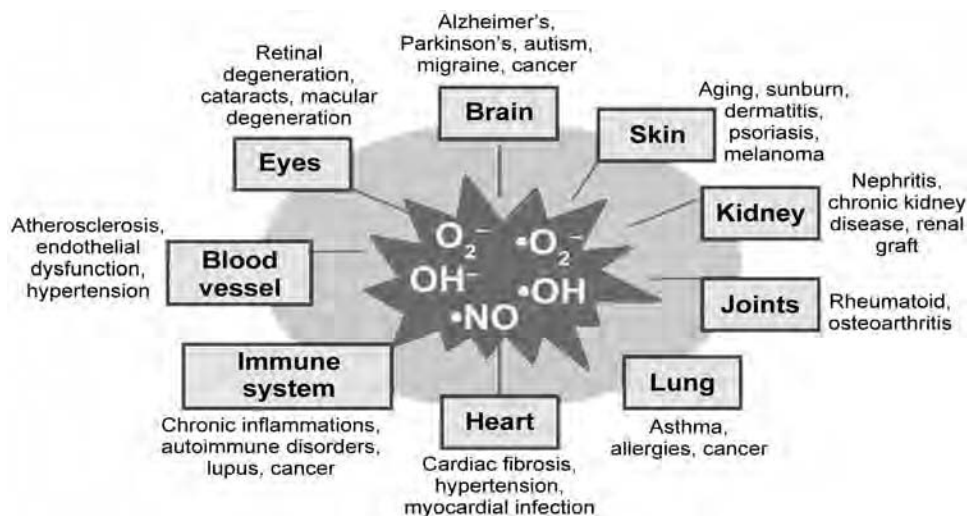 Alzheimer's,
Parkinson's, autism,
migraine, cancer
Brain
Retinal
degeneration,
cataracts, macular
degeneration
Eyes
Aging, sunburn,
dermatitis,
psoriasis,
melanoma
Skin
Nephritis,
chronic kidney
disease, renal
graft
Kidney
Atherosclerosis,
endothelial
dysfunction,
hypertension
Blood
vessel
O₂⁻
•O₂⁻
OH⁻
•OH
•NO
Joints
Rheumatoid,
osteoarthritis
Immune
system
Chronic inflammations,
autoimmune disorders,
lupus, cancer
Heart
Cardiac fibrosis,
hypertension,
myocardial infection
Lung
Asthma,
allergies, cancer